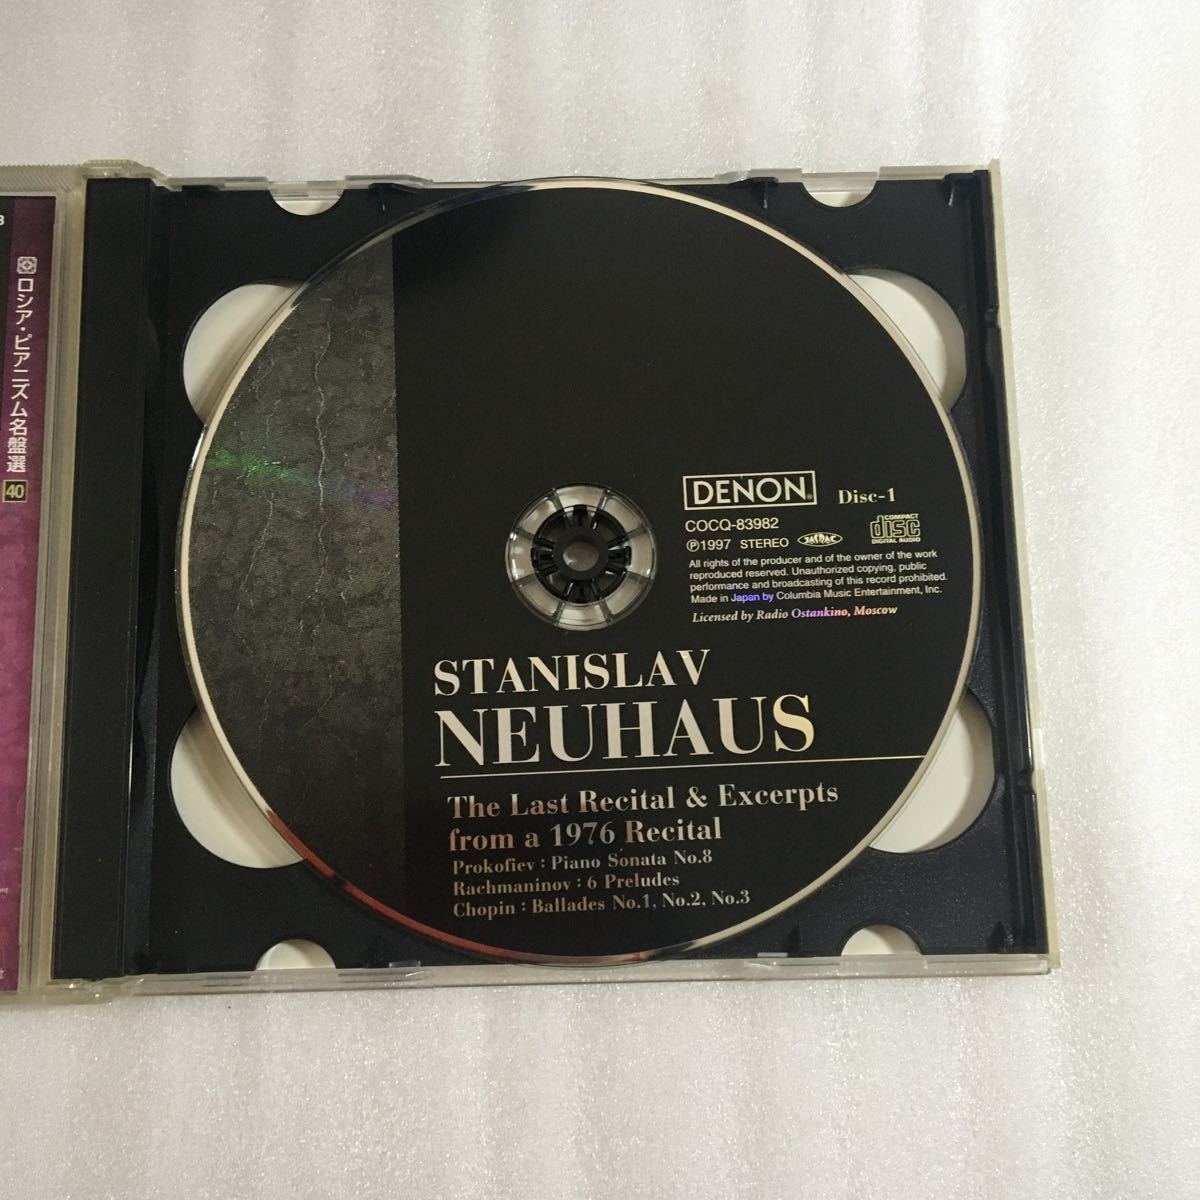 ロシア・ピアニズム名盤選 40
DENON
Disc-1
COCQ-83982
℗1997 STEREO
JASRAC
COMPACT
disc
DIGITAL AUDIO
All rights of the producer and of the owner of the work
reproduced reserved. Unauthorized copying, public
performance and broadcasting of this record prohibited.
Made in Japan by Columbia Music Entertainment, Inc.
Licensed by Radio Ostankino, Moscow
STANISLAV
NEUHAUS
The Last Recital & Excerpts
from a 1976 Recital
Prokofiev : Piano Sonata No.8
Rachmaninov : 6 Preludes
Chopin : Ballades No.1, No.2, No.3